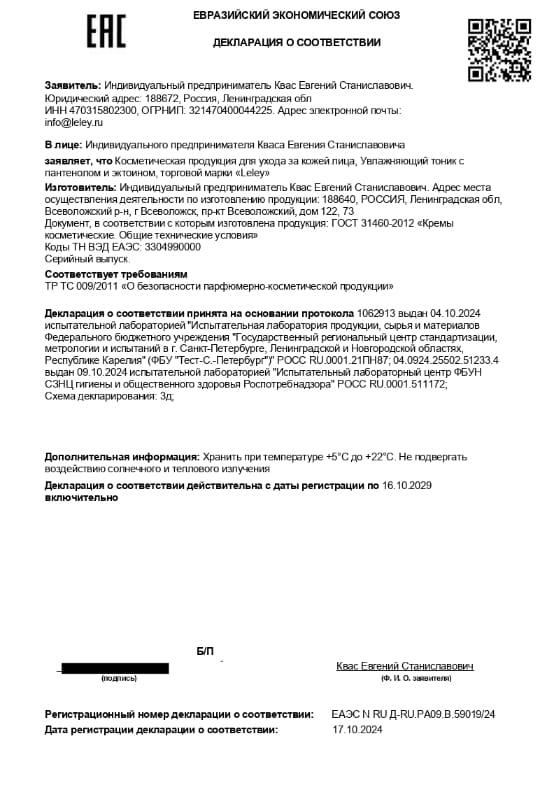 ЕВРАЗИЙСКИЙ ЭКОНОМИЧЕСКИЙ СОЮЗ
ЕАС
ДЕКЛАРАЦИЯ О СООТВЕТСТВИИ
Заявитель: Индивидуальный предприниматель Квас Евгений Станиславович.
Юридический адрес: 188672, Россия, Ленинградская обл
ИНН 470315802300, ОГРНИП: 321470400044225. Адрес электронной почты:
info@leley.ru
В лице: Индивидуального предпринимателя Кваса Евгения Станиславовича
заявляет, что Косметическая продукция для ухода за кожей лица, Увлажняющий тоник с
пантенолом и эктоином, торговой марки «Leley»
Изготовитель: Индивидуальный предприниматель Квас Евгений Станиславович. Адрес места
осуществления деятельности по изготовлению продукции: 188640, РОССИЯ, Ленинградская обл,
Всеволожский р-н, г Всеволожск, пр-кт Всеволожский, дом 122, 73
Документ, в соответствии с которым изготовлена продукция: ГОСТ 31460-2012 «Кремы
косметические. Общие технические условия»
Коды ТН ВЭД ЕАЭС: 3304990000
Серийный выпуск.
Соответствует требованиям
ТР ТС 009/2011 «О безопасности парфюмерно-косметической продукции»
Декларация о соответствии принята на основании протокола 1062913 выдан 04.10.2024
испытательной лабораторией "Испытательная лаборатория продукции, сырья и материалов
Федерального бюджетного учреждения "Государственный региональный центр стандартизации,
метрологии и испытаний в г. Санкт-Петербурге, Ленинградской и Новгородской областях,
Республике Карелия" (ФБУ "Тест-С.-Петербург")" РОСС RU.0001.21ПН87; 04.0924.25502.51233.4
выдан 09.10.2024 испытательной лабораторией "Испытательный лабораторный центр ФБУН
СЗНЦ гигиены и общественного здоровья Роспотребнадзора" РОСС RU.0001.511172;
Схема декларирования: 3д;
Дополнительная информация: Хранить при температуре +5°С до +22°С. Не подвергать
воздействию солнечного и теплового излучения
Декларация о соответствии действительна с даты регистрации по 16.10.2029
включительно
Б/П
Квас Евгений Станиславович
(подпись)
(Ф. И. О. заявителя)
Регистрационный номер декларации о соответствии: ЕАЭС N RU Д-RU.РА09.В.59019/24
Дата регистрации декларации о соответствии: 17.10.2024